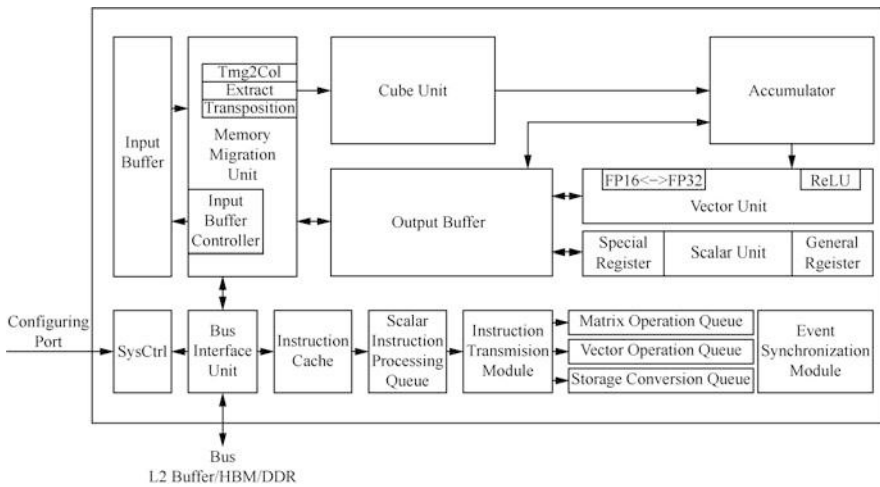 Tmg2Col
Extract
Transposition
Memory
Migration
Unit
Input
Buffer
Input
Buffer
Controller
Cube Unit
Accumulator
Output Buffer
FP16<->FP32
ReLU
Vector Unit
Special
Register
Scalar Unit
General
Rgeister
Configuring
Port
SysCtrl
Bus
Interface
Unit
Instruction
Cache
Scalar
Instruction
Processing
Queue
Instruction
Transmision
Module
Matrix Operation Queue
Vector Operation Queue
Storage Conversion Queue
Event
Synchronization
Module
Bus
L2 Buffer/HBM/DDR